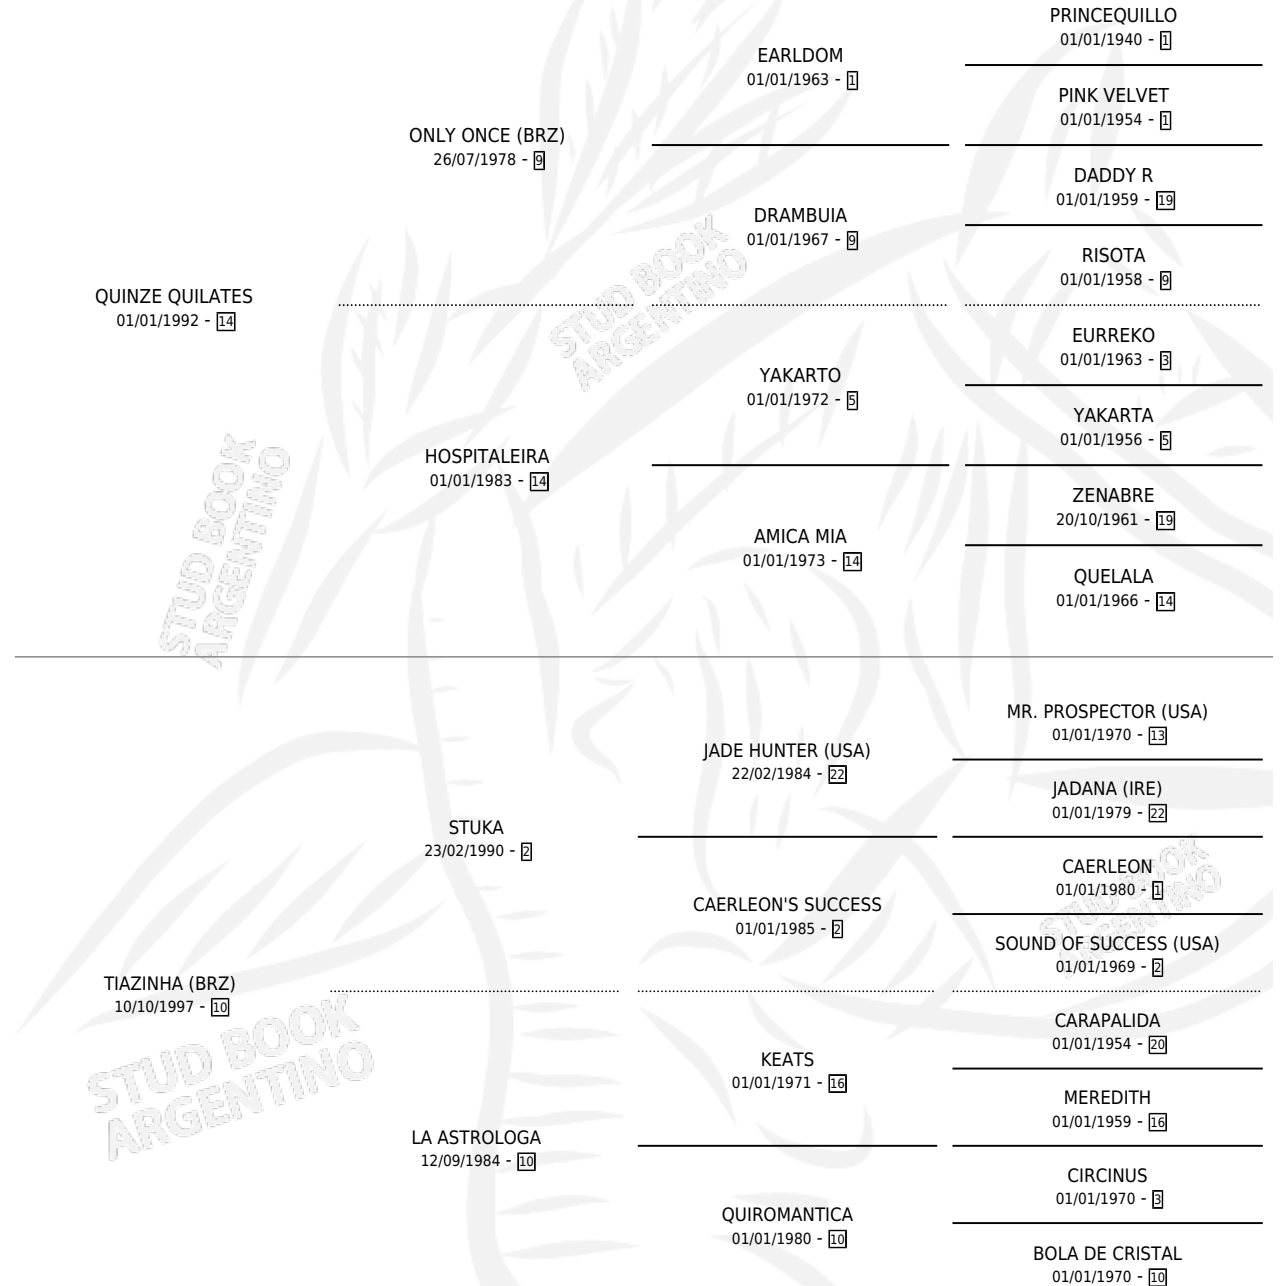 PRINCEQUILLO
01/01/1940 - 1
EARLDOM
01/01/1963 - 1
PINK VELVET
01/01/1954 - 1
ONLY ONCE (BRZ)
26/07/1978 - 9
DADDY R
01/01/1959 - 19
DRAMBUIA
01/01/1967 - 9
RISOTA
01/01/1958 - 9
QUINZE QUILATES
01/01/1992 - 14
EURREKO
01/01/1963 - 3
YAKARTO
01/01/1972 - 5
YAKARTA
01/01/1956 - 5
HOSPITALEIRA
01/01/1983 - 14
ZENABRE
20/10/1961 - 19
AMICA MIA
01/01/1973 - 14
QUELALA
01/01/1966 - 14
STUD BOOK
ARGENTINO
STUD BOOK
ARGENTINO
MR. PROSPECTOR (USA)
01/01/1970 - 13
JADE HUNTER (USA)
22/02/1984 - 22
JADANA (IRE)
01/01/1979 - 22
STUKA
23/02/1990 - 2
CAERLEON
01/01/1980 - 1
CAERLEON'S SUCCESS
01/01/1985 - 2
SOUND OF SUCCESS (USA)
01/01/1969 - 2
TIAZINHA (BRZ)
10/10/1997 - 10
CARAPALIDA
01/01/1954 - 20
KEATS
01/01/1971 - 16
MEREDITH
01/01/1959 - 16
LA ASTROLOGA
12/09/1984 - 10
CIRCINUS
01/01/1970 - 3
QUIROMANTICA
01/01/1980 - 10
BOLA DE CRISTAL
01/01/1970 - 10
STUD BOOK
ARGENTINO
STUD BOOK
ARGENTINO